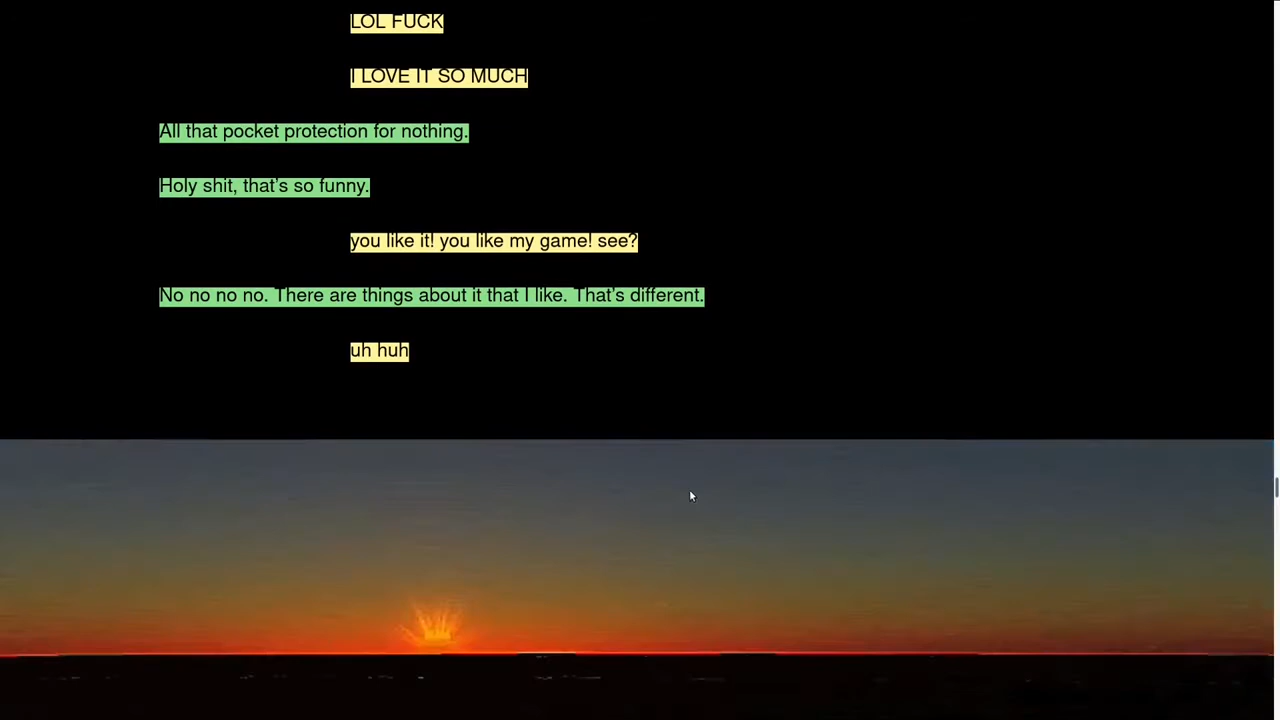 LOL FUCK
I LOVE IT SO MUCH
All that pocket protection for nothing.
Holy shit, that's so funny.
you like it! you like my game! see?
No no no no. There are things about it that I like. That's different.
uh huh